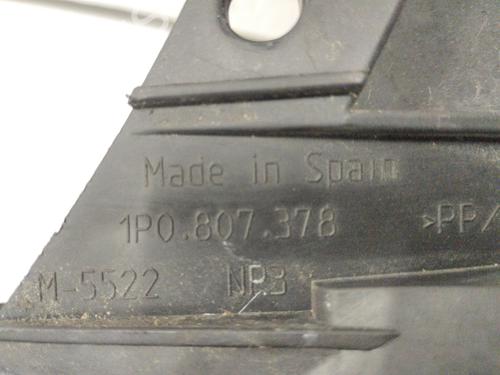 Made in Spain
1P0.807.378 >PP/
M-5522 NP3